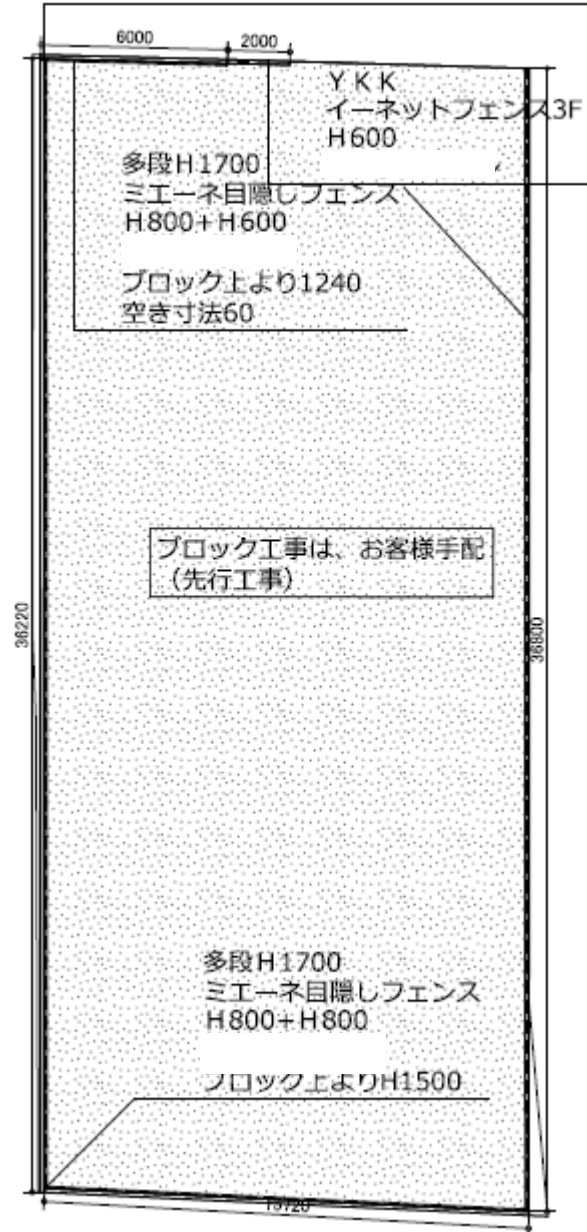 6000
2000
YKK
イーネットフェンス3F
H600
多段H1700
ミエーネ目隠しフェンス
H800+H600
ブロック上より1240
空き寸法60
ブロック工事は、お客様手配
(先行工事)
36220
36800
多段H1700
ミエーネ目隠しフェンス
H800+H800
ブロック上よりH1500